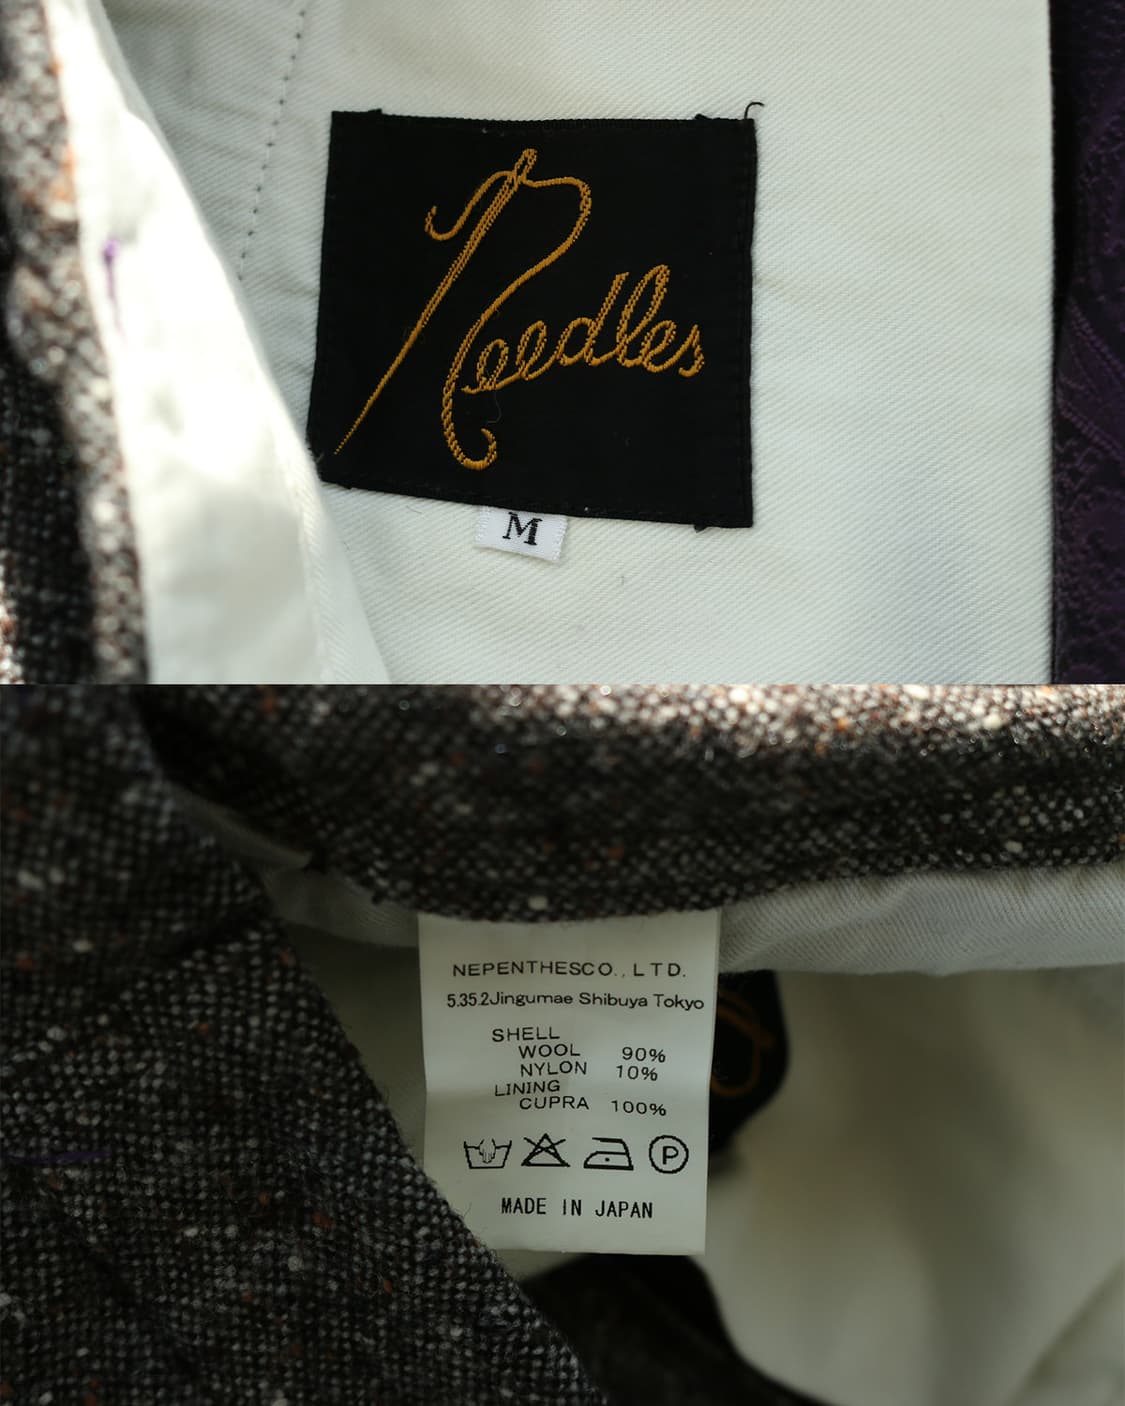 Needles
M
NEPENTHESCO., LTD.
5.35.2Jingumae Shibuya Tokyo
SHELL
WOOL 90%
NYLON 10%
LINING
CUPRA 100%
P
MADE IN JAPAN